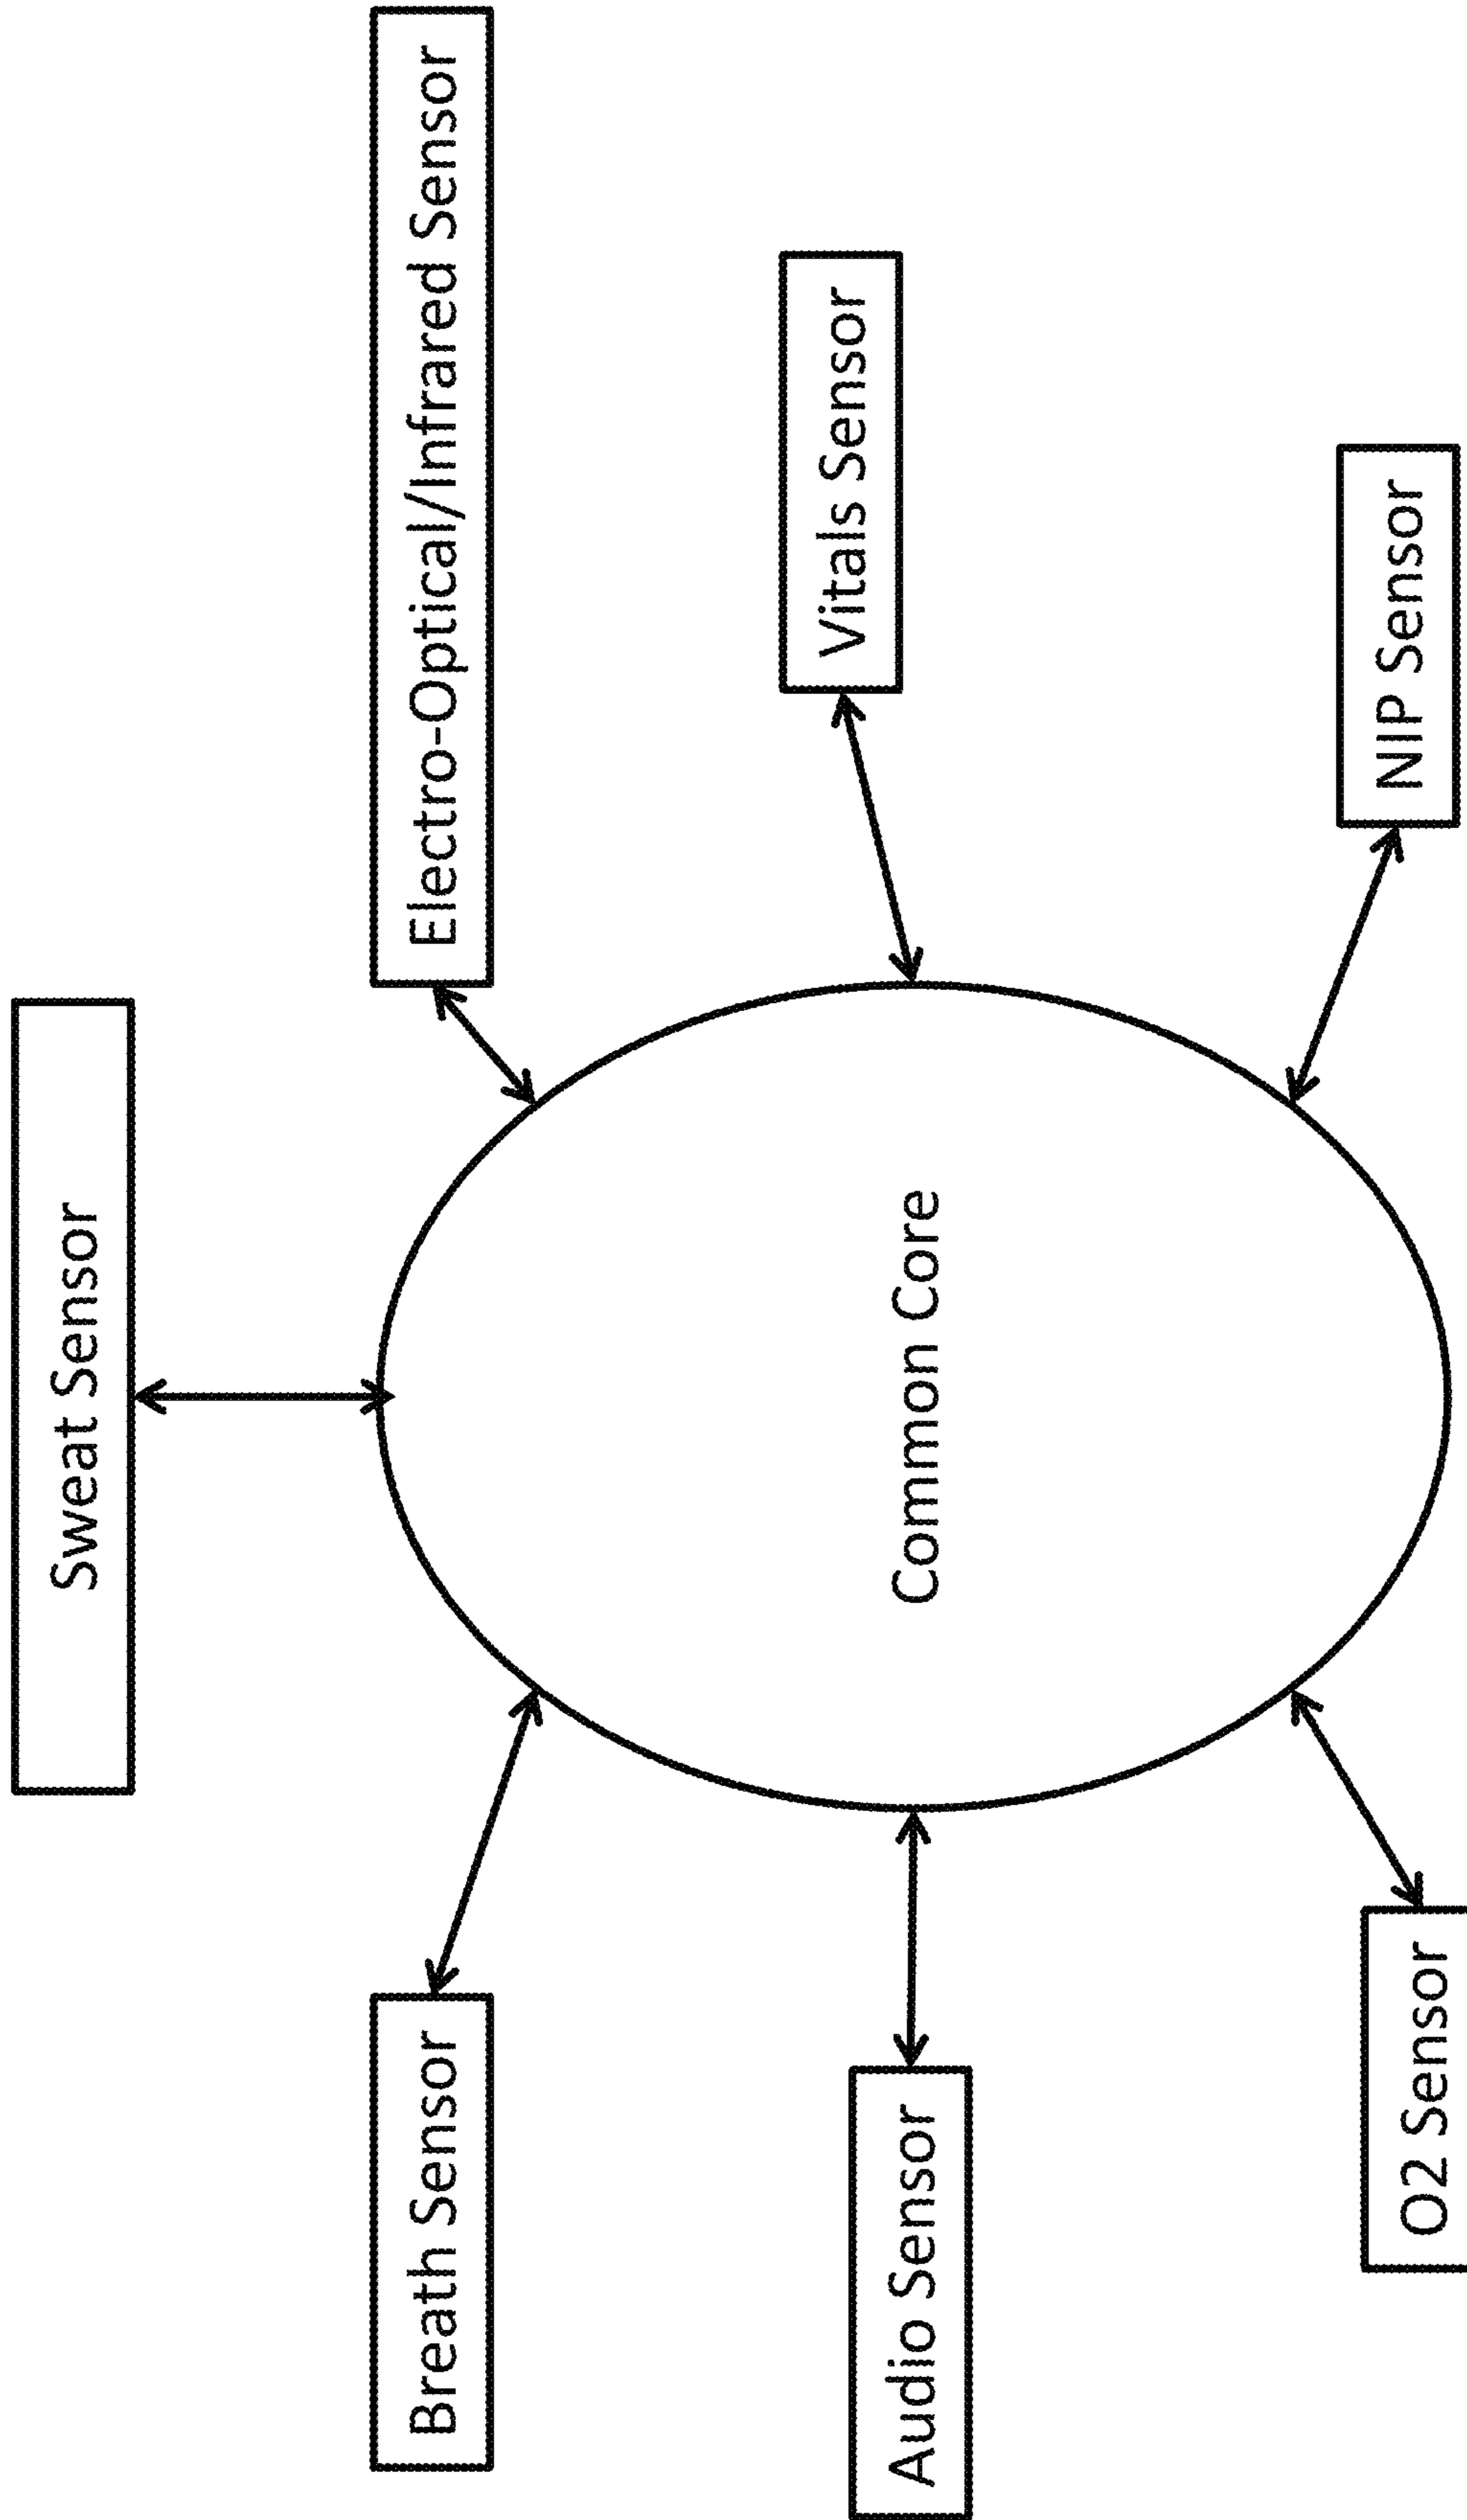 Sweat Sensor
Breath Sensor
Electro-Optical/Infrared Sensor
Audio Sensor
Common Core
Vitals Sensor
O2 Sensor
NIP Sensor